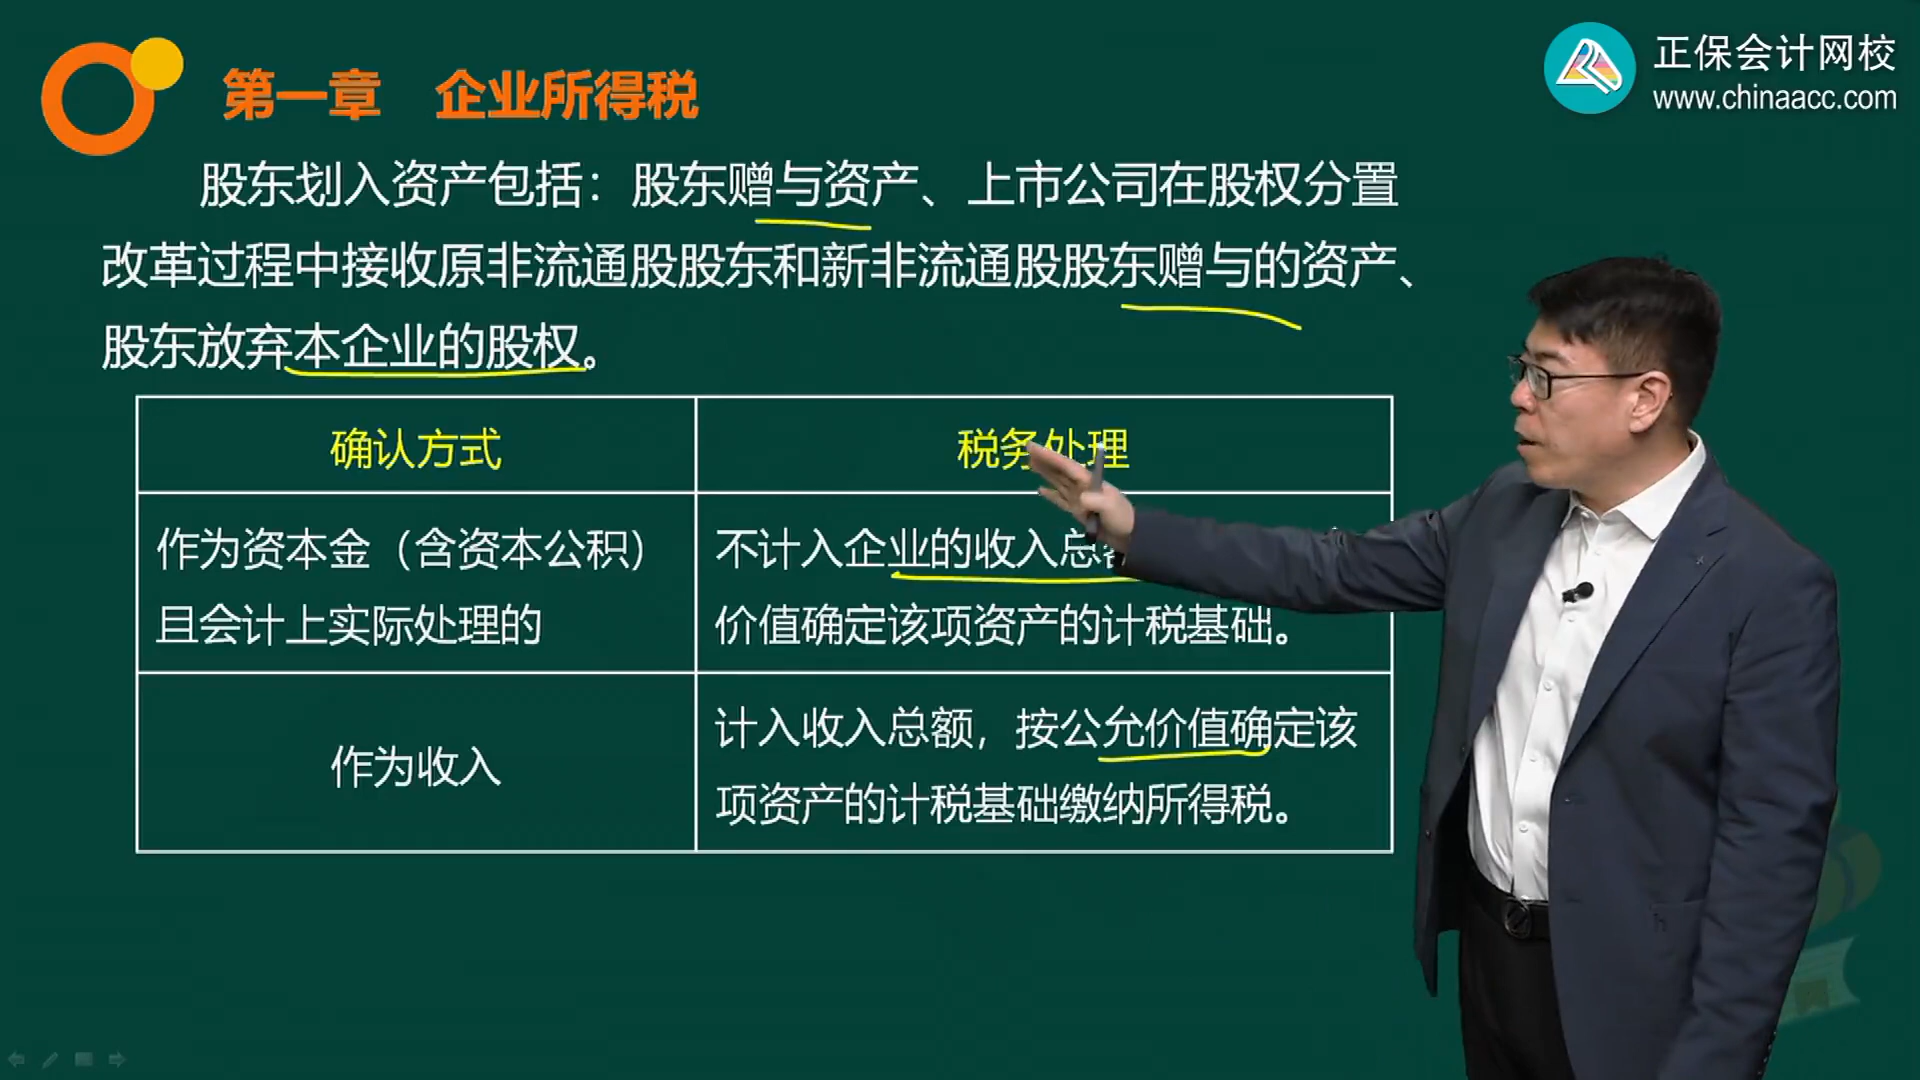 正保会计网校
www.chinaacc.com
第一章 企业所得税
股东划入资产包括：股东赠与资产、上市公司在股权分置
改革过程中接收原非流通股股东和新非流通股股东赠与的资产、
股东放弃本企业的股权。
确认方式
税务处理
作为资本金（含资本公积）
且会计上实际处理的
不计入企业的收入总
价值确定该项资产的计税基础。
作为收入
计入收入总额，按公允价值确定该
项资产的计税基础缴纳所得税。